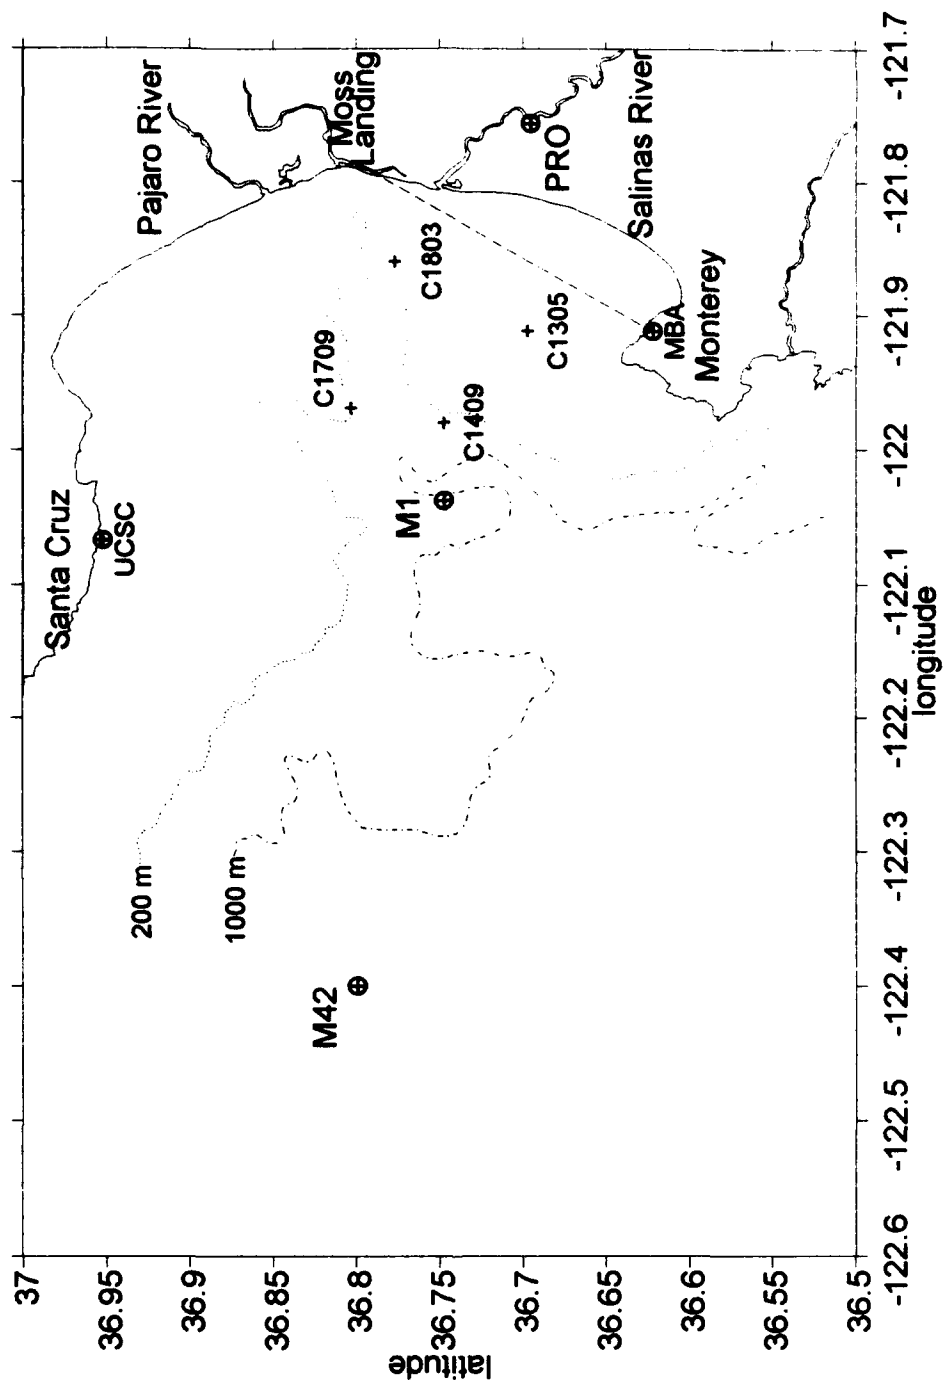 Santa Cruz
UCSC
Pajaro River
Moss
Landing
200 m
1000 m
C1709
C1803
M42
M1
C1409
C1305
PRO
Salinas River
MBA
Monterey
latitude
37
36.95
36.9
36.85
36.8
36.75
36.7
36.65
36.6
36.55
36.5
-122.6
-122.5
-122.4
-122.3
-122.2
-122.1
-122
-121.9
-121.8
-121.7
longitude